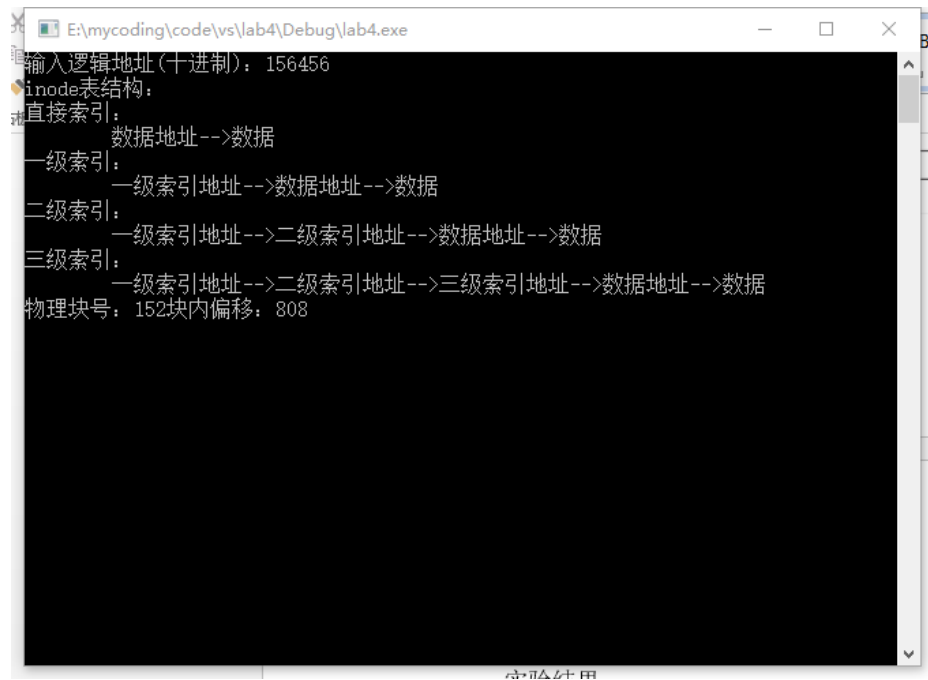 E:\mycoding\code\vs\lab4\Debug\lab4.exe
输入逻辑地址(十进制): 156456
inode表结构:
直接索引:
数据地址-->数据
一级索引:
一级索引地址-->数据地址-->数据
二级索引:
一级索引地址-->二级索引地址-->数据地址-->数据
三级索引:
一级索引地址-->二级索引地址-->三级索引地址-->数据地址-->数据
物理块号: 152块内偏移: 808
实验结果